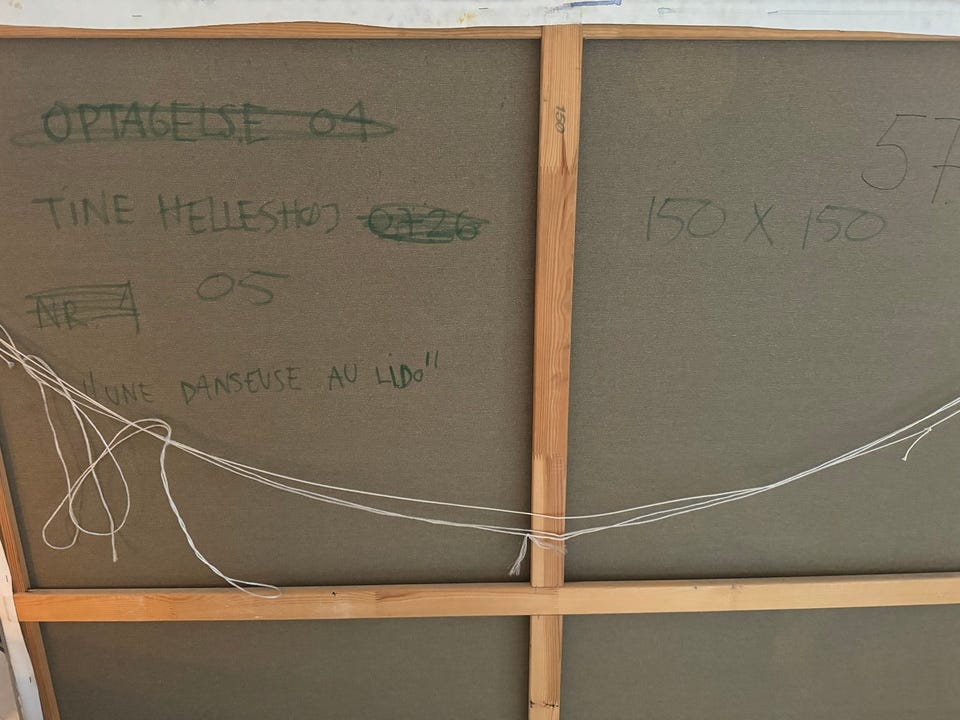 OPTAGELSE 04
TINE HELLESHØJ 0726
NR 4 05
"UNE DANSEUSE AU LIDO"
150
57
150 X 150